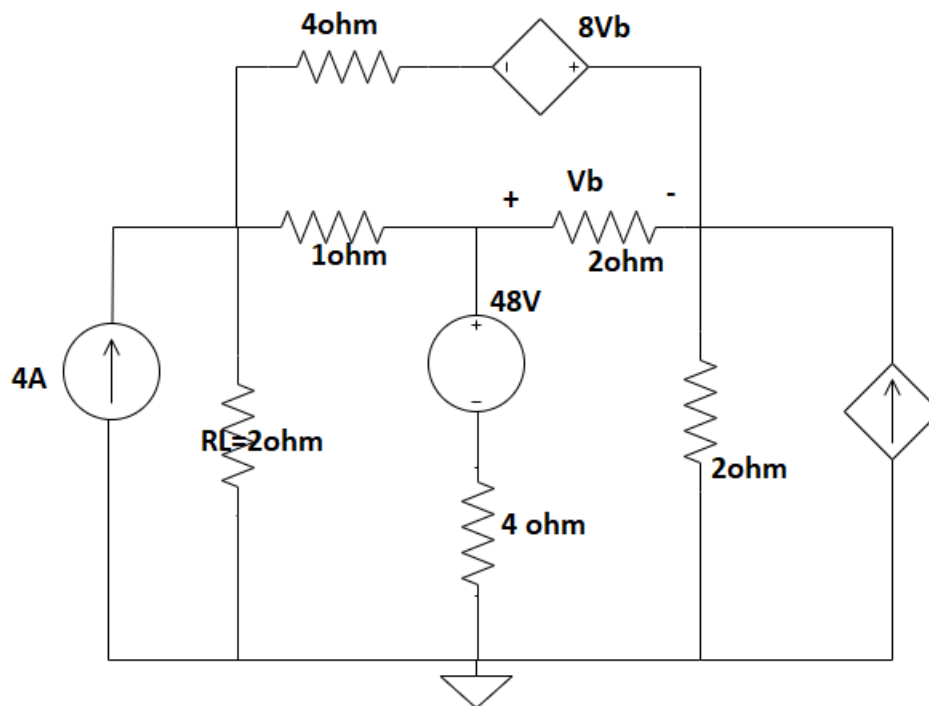 4ohm
8Vb
- +
+ Vb -
1ohm
2ohm
48V
+
4A
−
RL=2ohm
2ohm
4 ohm